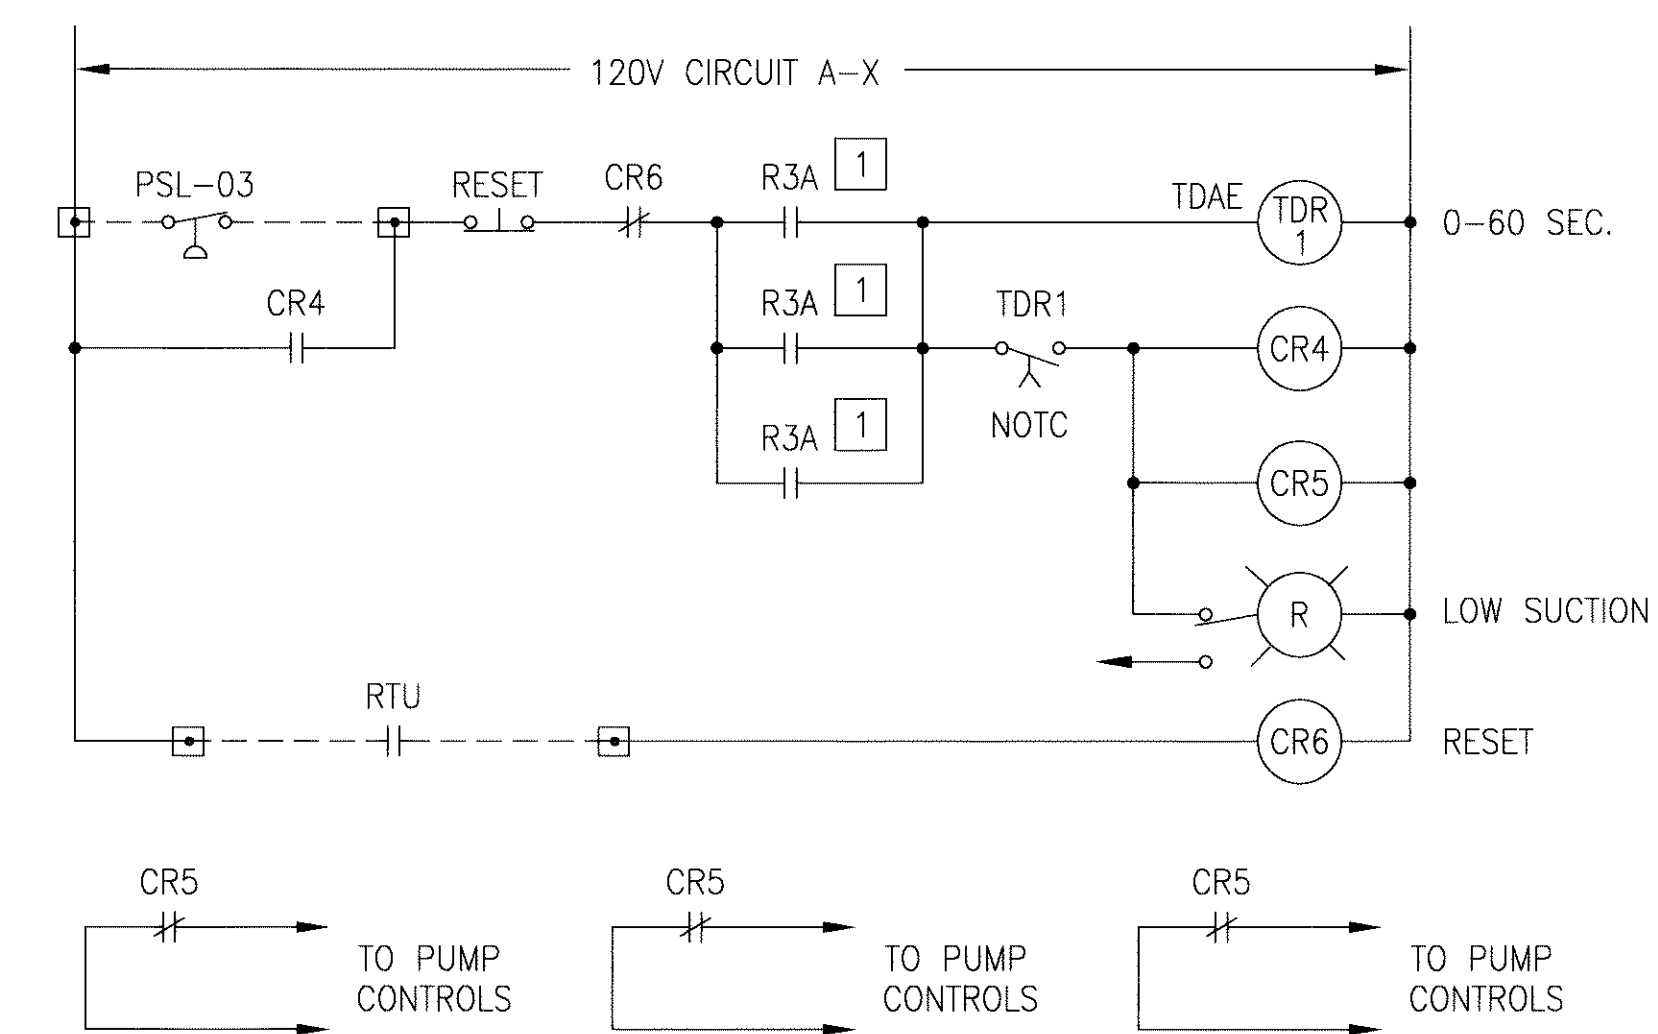 120V CIRCUIT A-X
PSL-03
RESET
CR6
R3A
1
TDAE
TDR
1
0-60 SEC.
CR4
R3A
1
TDR1
NOTC
CR4
R3A
1
CR5
R
LOW SUCTION
RTU
CR6
RESET
CR5
TO PUMP
CONTROLS
CR5
TO PUMP
CONTROLS
CR5
TO PUMP
CONTROLS